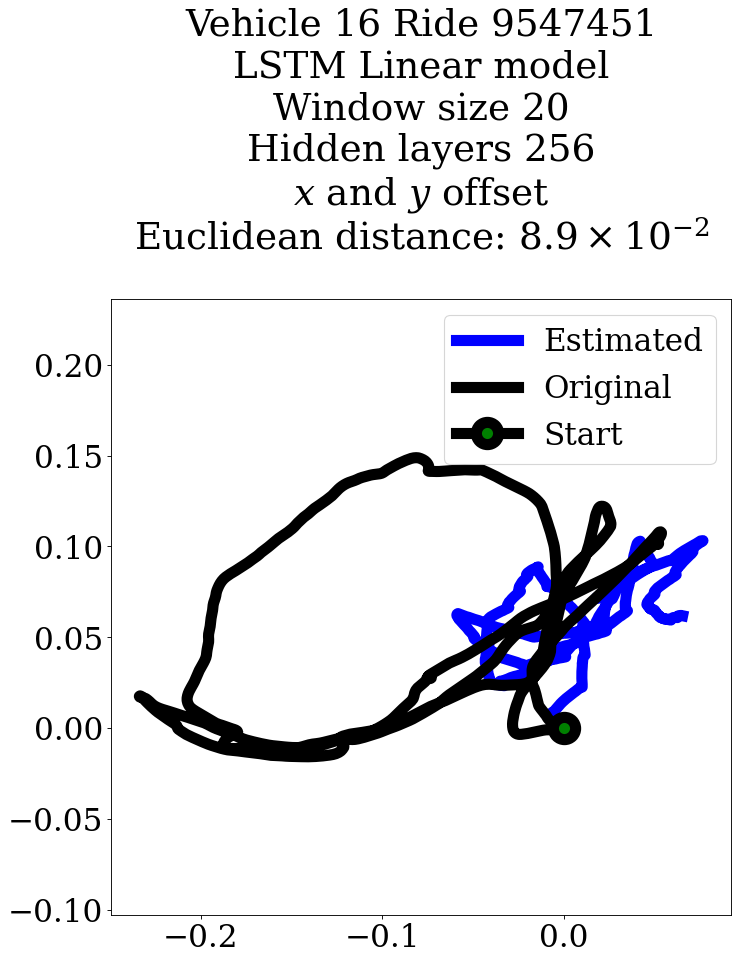 Vehicle 16 Ride 9547451
LSTM Linear model
Window size 20
Hidden layers 256
x and y offset
Euclidean distance: 8.9 × 10⁻²
Estimated
Original
Start
0.20
0.15
0.10
0.05
0.00
−0.05
−0.10
−0.2
−0.1
0.0